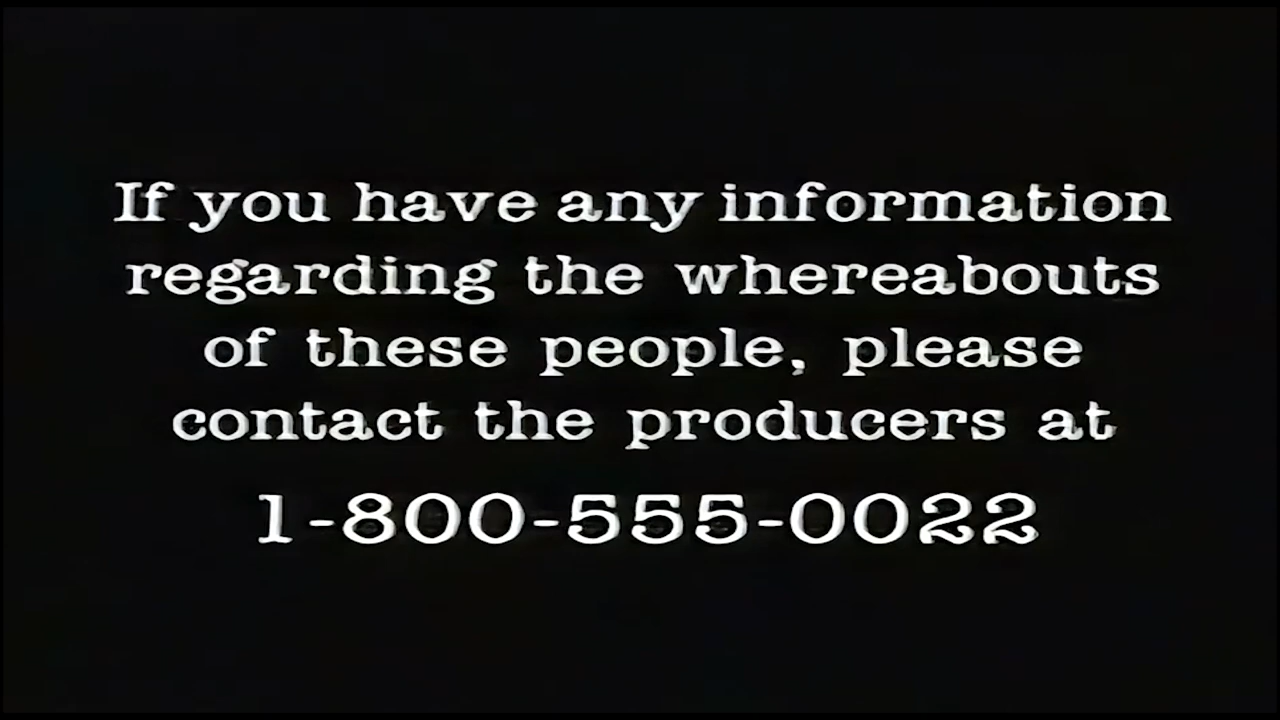 If you have any information
regarding the whereabouts
of these people, please
contact the producers at
1-800-555-0022